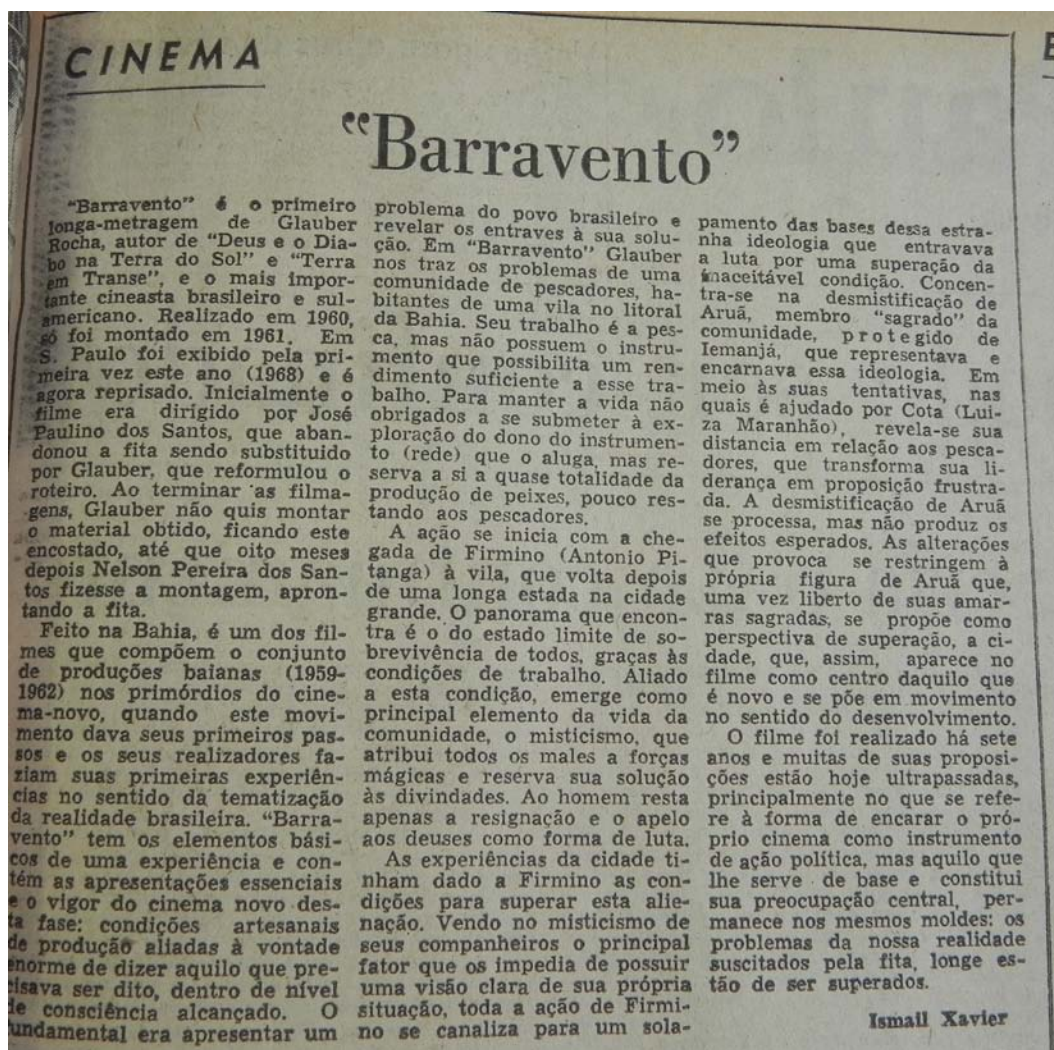 CINEMA
"Barravento"
"Barravento" é o primeiro
longa-metragem de Glauber
Rocha, autor de "Deus e o Dia-
bo na Terra do Sol" e "Terra
em Transe", e o mais impor-
tante cineasta brasileiro e sul-
americano. Realizado em 1960,
só foi montado em 1961. Em
S. Paulo foi exibido pela pri-
meira vez este ano (1968) e é
agora reprisado. Inicialmente o
filme era dirigido por José
Paulino dos Santos, que aban-
donou a fita sendo substituido
por Glauber, que reformulou o
roteiro. Ao terminar as filma-
gens, Glauber não quis montar
o material obtido, ficando este
encostado, até que oito meses
depois Nelson Pereira dos San-
tos fizesse a montagem, apron-
tando a fita.
Feito na Bahia, é um dos fil-
mes que compõem o conjunto
de produções baianas (1959-
1962) nos primórdios do cine-
ma-novo, quando este movi-
mento dava seus primeiros pas-
sos e os seus realizadores fa-
ziam suas primeiras experiên-
cias no sentido da tematização
da realidade brasileira. "Barra-
vento" tem os elementos bási-
cos de uma experiência e con-
tém as apresentações essenciais
e o vigor do cinema novo des-
ta fase: condições artesanais
de produção aliadas à vontade
enorme de dizer aquilo que pre-
cisava ser dito, dentro de nível
de consciência alcançado. O
fundamental era apresentar um
problema do povo brasileiro e
revelar os entraves à sua solu-
ção. Em "Barravento" Glauber
nos traz os problemas de uma
comunidade de pescadores, ha-
bitantes de uma vila no litoral
da Bahia. Seu trabalho é a pes-
ca, mas não possuem o instru-
mento que possibilita um ren-
dimento suficiente a esse tra-
balho. Para manter a vida não
obrigados a se submeter à ex-
ploração do dono do instrumen-
to (rede) que o aluga, mas re-
serva a si a quase totalidade da
produção de peixes, pouco res-
tando aos pescadores.
A ação se inicia com a che-
gada de Firmino (Antonio Pi-
tanga) à vila, que volta depois
de uma longa estada na cidade
grande. O panorama que encon-
tra é o do estado limite de so-
brevivência de todos, graças às
condições de trabalho. Aliado
a esta condição, emerge como
principal elemento da vida da
comunidade, o misticismo, que
atribui todos os males a forças
mágicas e reserva sua solução
às divindades. Ao homem resta
apenas a resignação e o apelo
aos deuses como forma de luta.
As experiências da cidade ti-
nham dado a Firmino as con-
dições para superar esta alie-
nação. Vendo no misticismo de
seus companheiros o principal
fator que os impedia de possuir
uma visão clara de sua própria
situação, toda a ação de Firmi-
no se canaliza para um sola-
pamento das bases dessa estra-
nha ideologia que entravava
a luta por uma superação da
inaceitável condição. Concen-
tra-se na desmistificação de
Aruã, membro "sagrado" da
comunidade, protegido de
Iemanjá, que representava e
encarnava essa ideologia. Em
meio às suas tentativas, nas
quais é ajudado por Cota (Lui-
za Maranhão), revela-se sua
distancia em relação aos pesca-
dores, que transforma sua li-
derança em proposição frustra-
da. A desmistificação de Aruã
se processa, mas não produz os
efeitos esperados. As alterações
que provoca se restringem à
própria figura de Aruã que,
uma vez liberto de suas amar-
ras sagradas, se propõe como
perspectiva de superação, a ci-
dade, que, assim, aparece no
filme como centro daquilo que
é novo e se põe em movimento
no sentido do desenvolvimento.
O filme foi realizado há sete
anos e muitas de suas proposi-
ções estão hoje ultrapassadas,
principalmente no que se refe-
re à forma de encarar o pró-
prio cinema como instrumento
de ação política, mas aquilo que
lhe serve de base e constitui
sua preocupação central, per-
manece nos mesmos moldes: os
problemas da nossa realidade
suscitados pela fita, longe es-
tão de ser superados.
Ismail Xavier